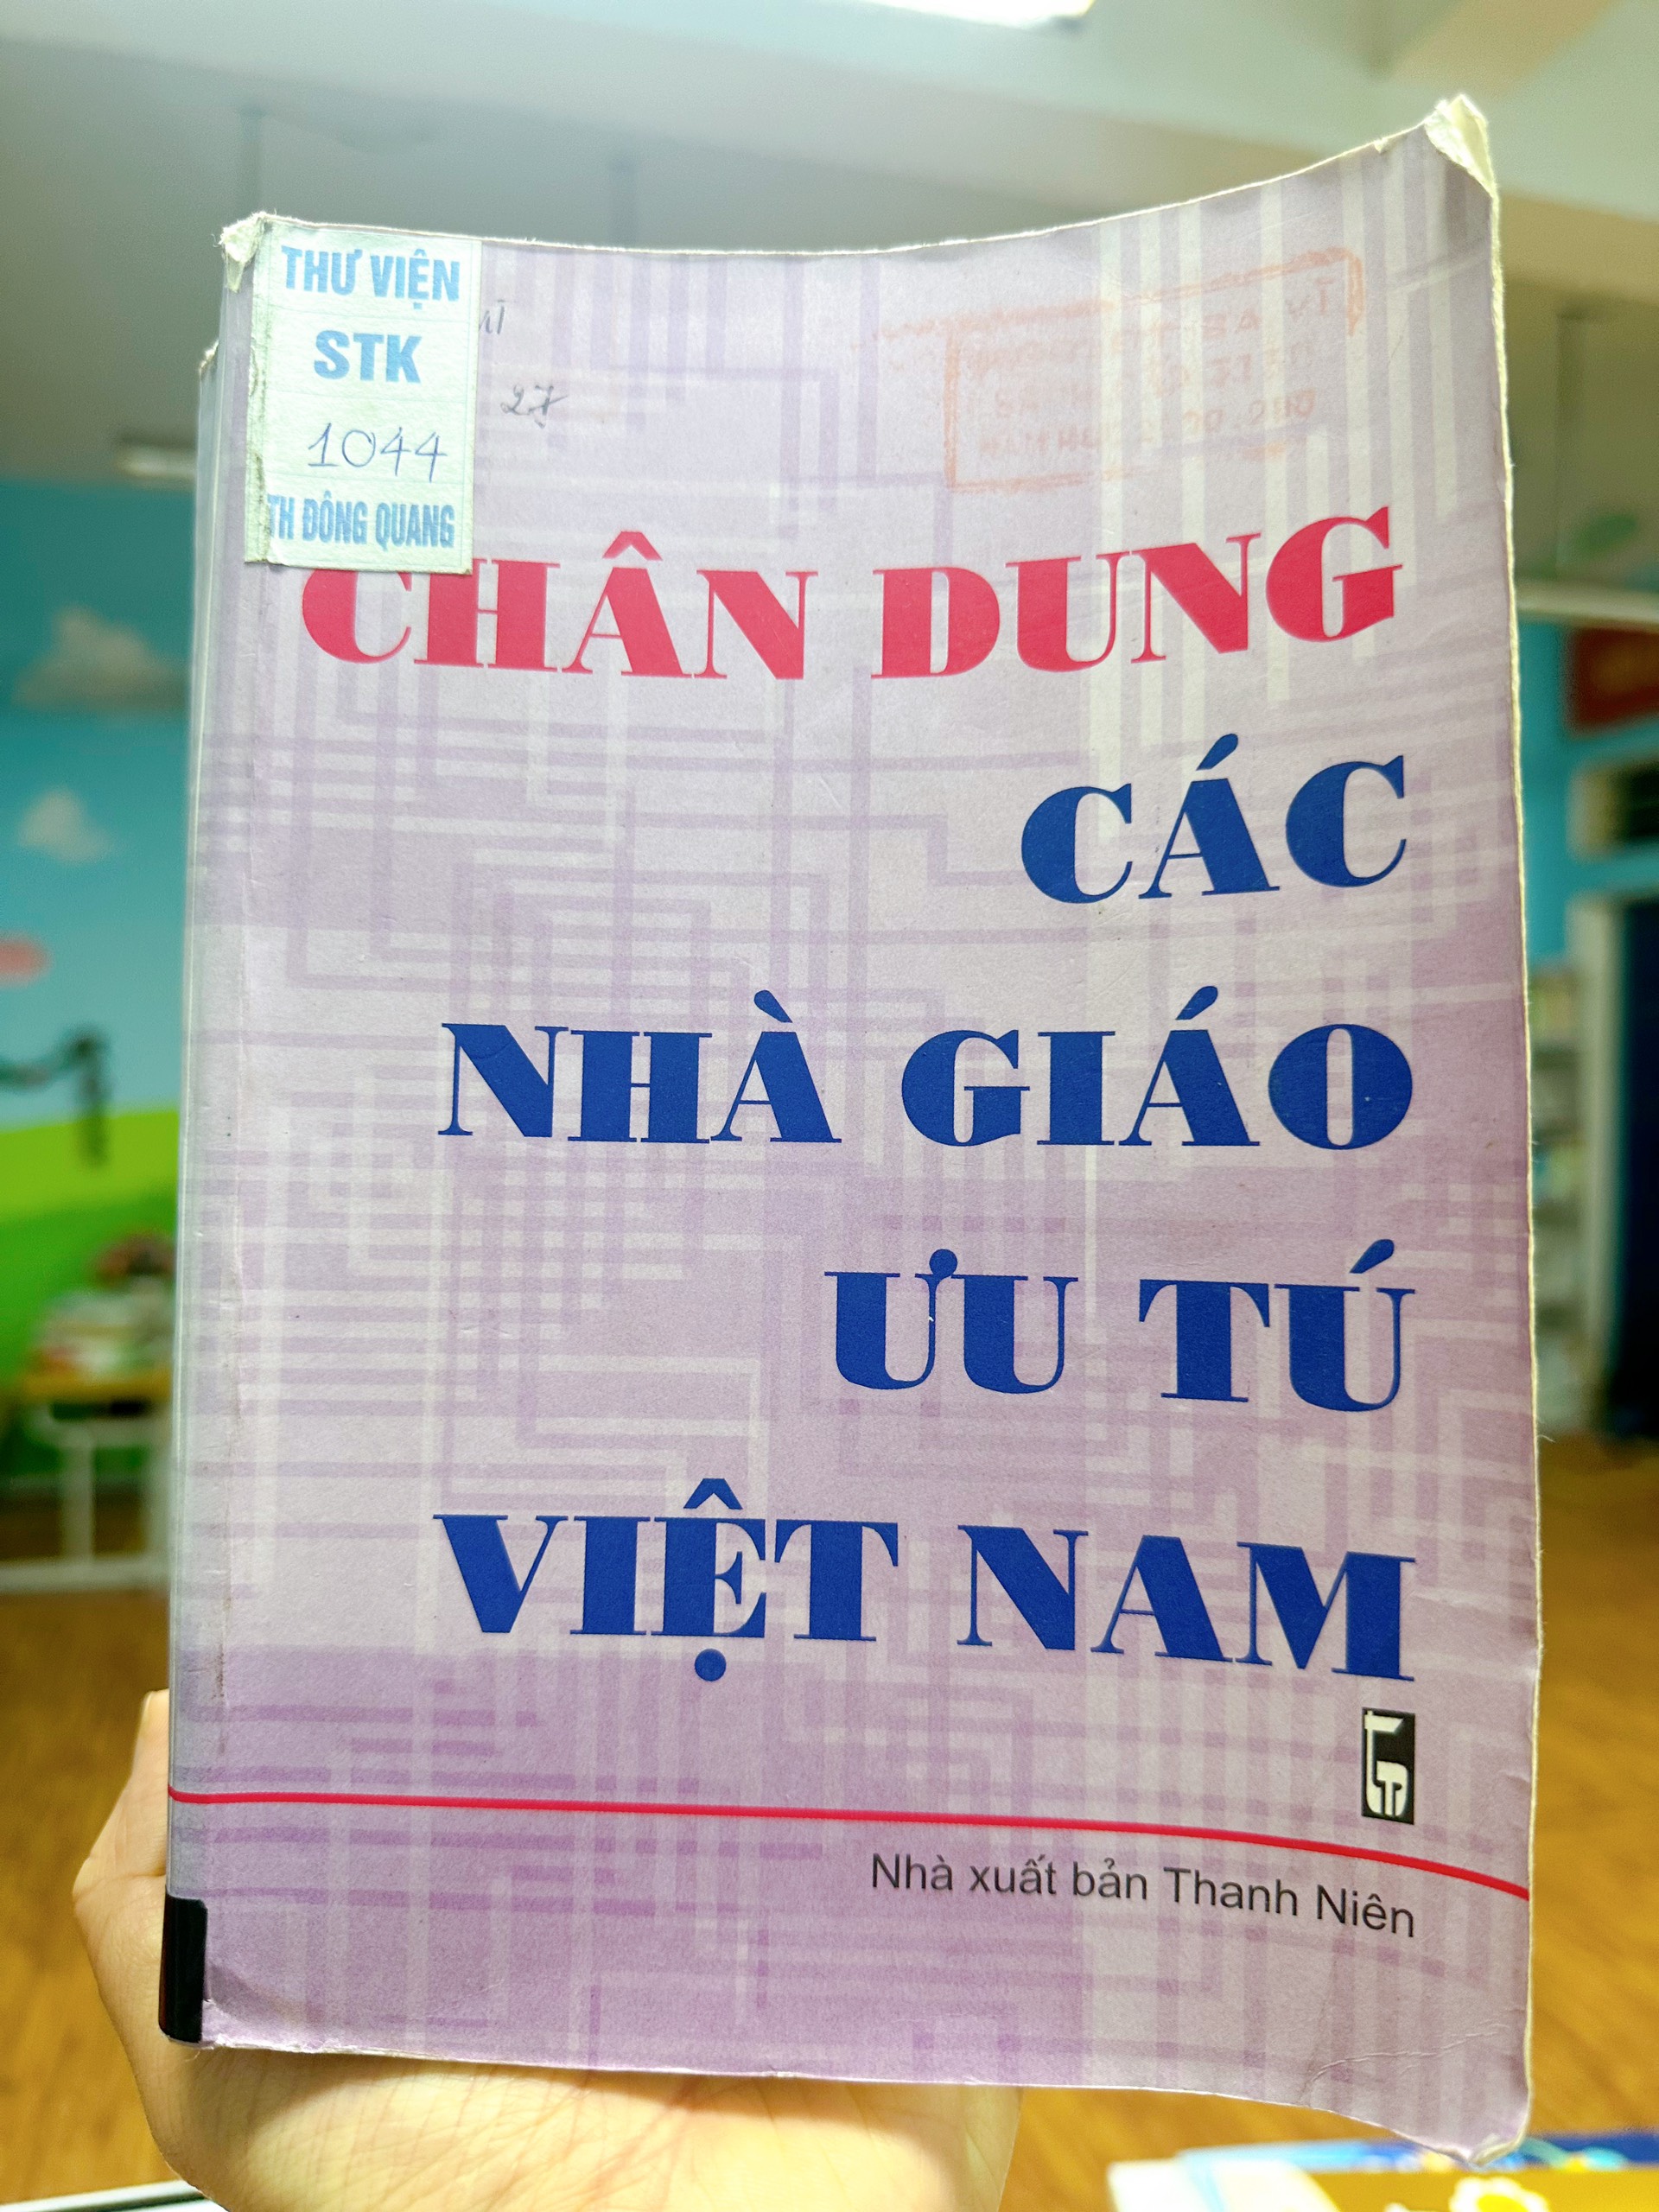 THƯ VIỆN
STK
1044
TH ĐÔNG QUANG
27
CHÂN DUNG
CÁC
NHÀ GIÁO
ƯU TÚ
VIỆT NAM
Nhà xuất bản Thanh Niên